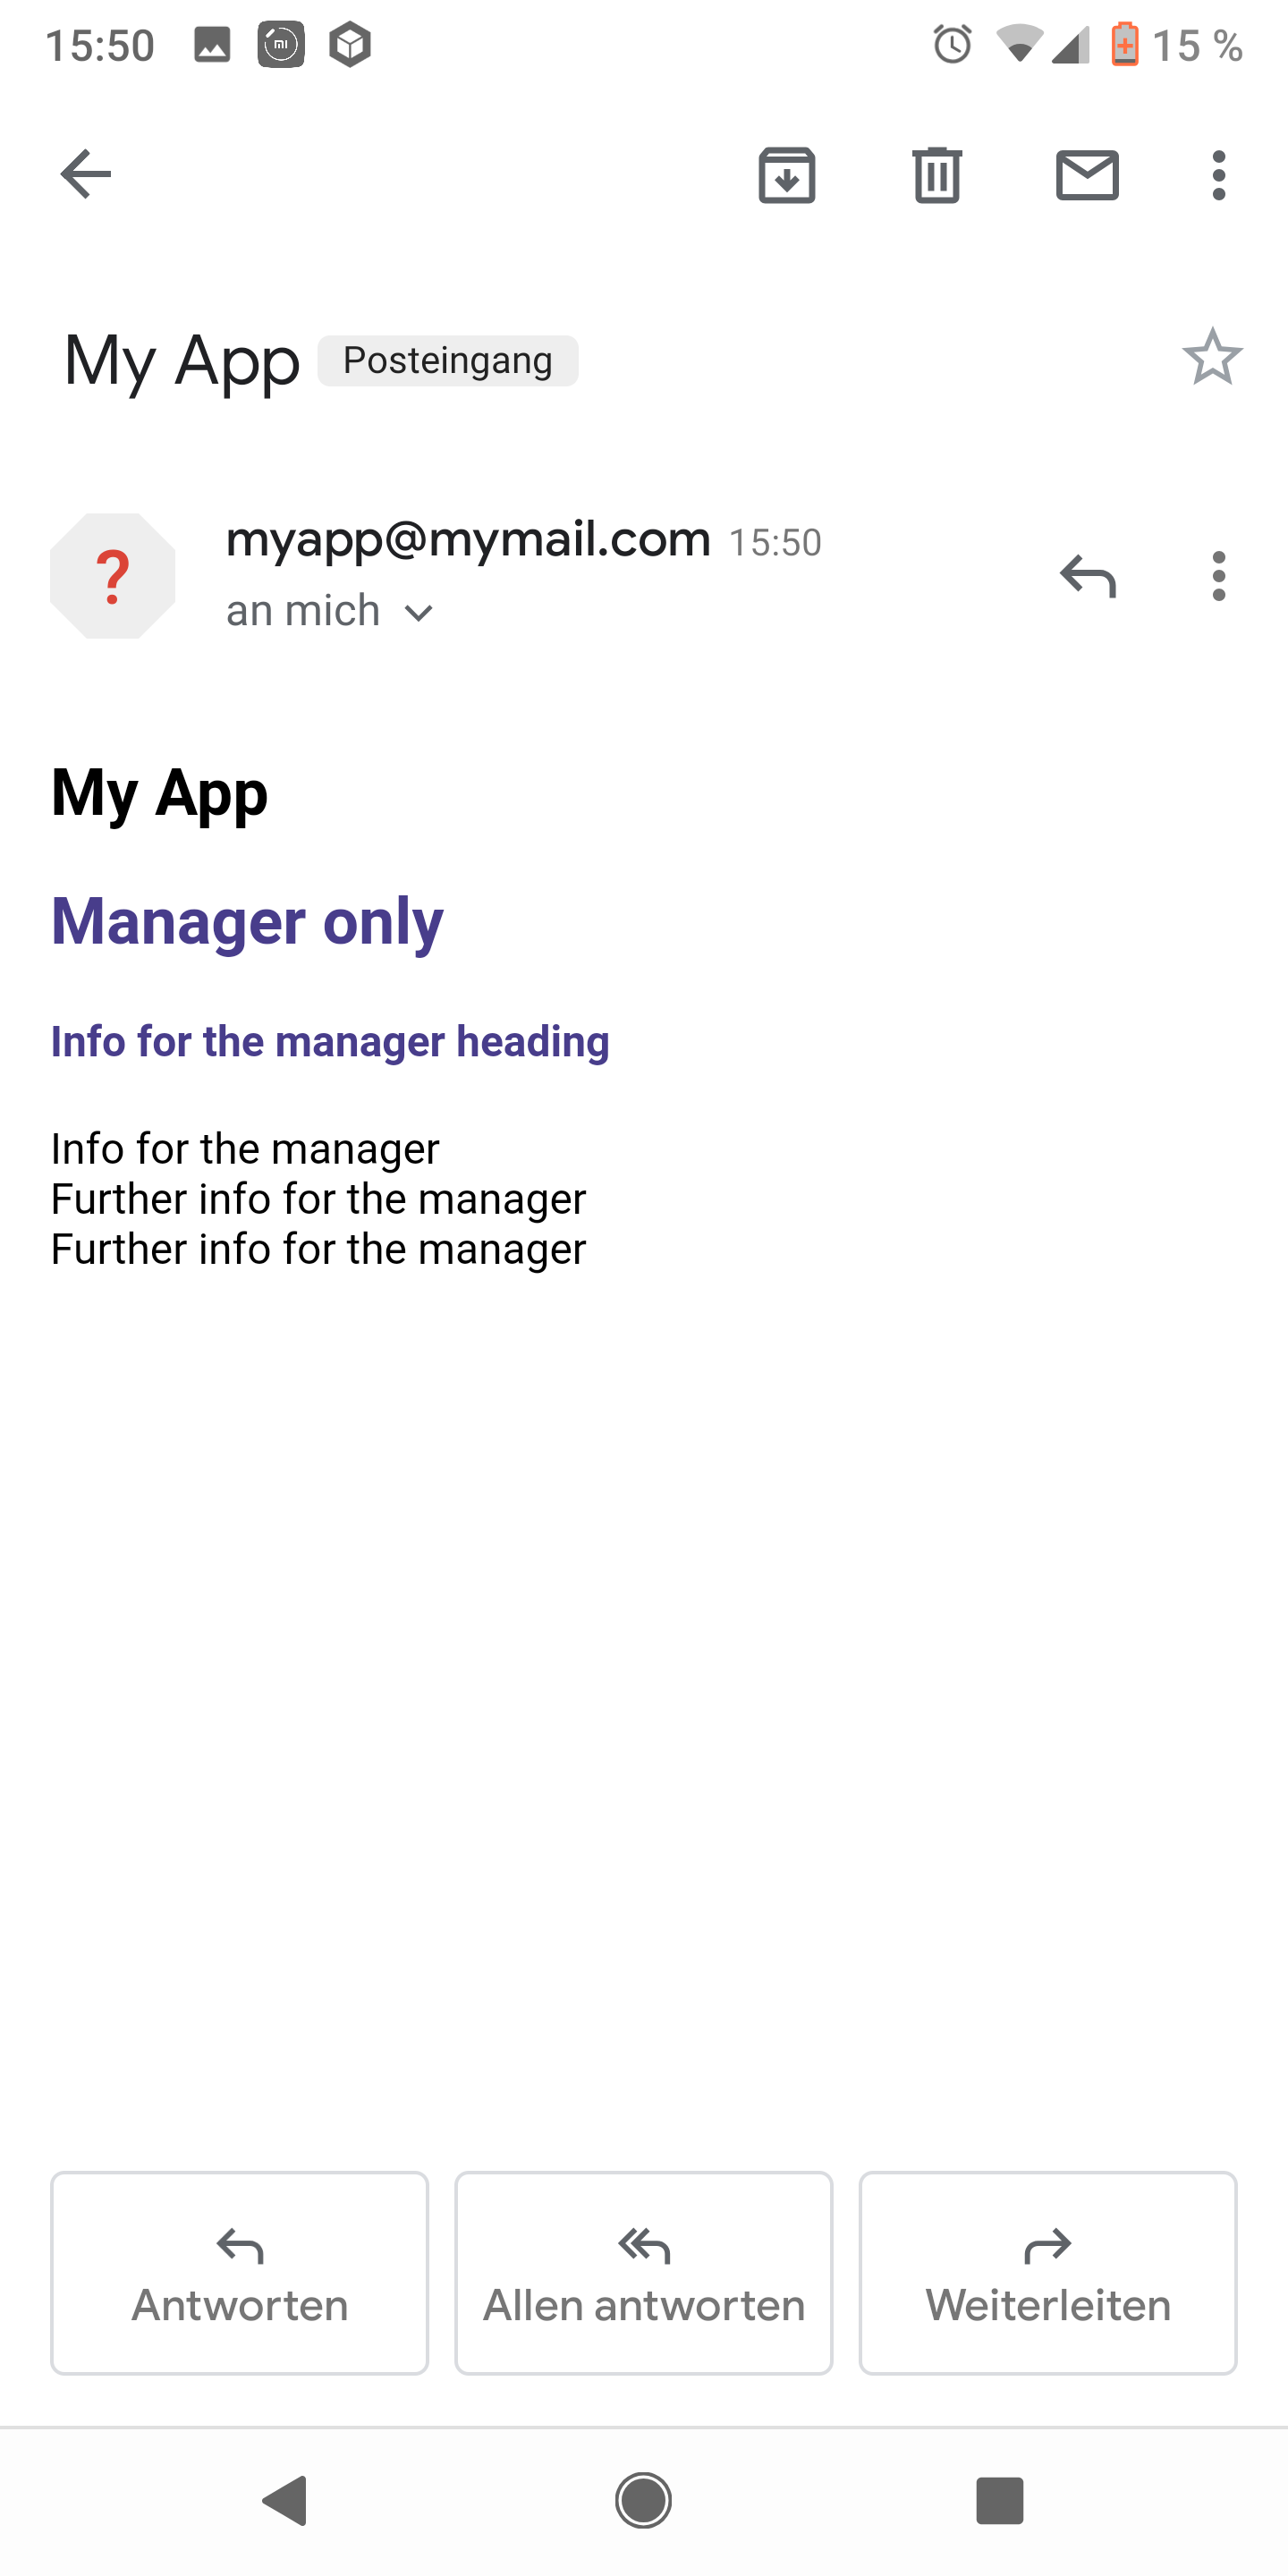 15:50 15 %
My App Posteingang
?
myapp@mymail.com 15:50
an mich
My App
Manager only
Info for the manager heading
Info for the manager
Further info for the manager
Further info for the manager
Antworten Allen antworten Weiterleiten